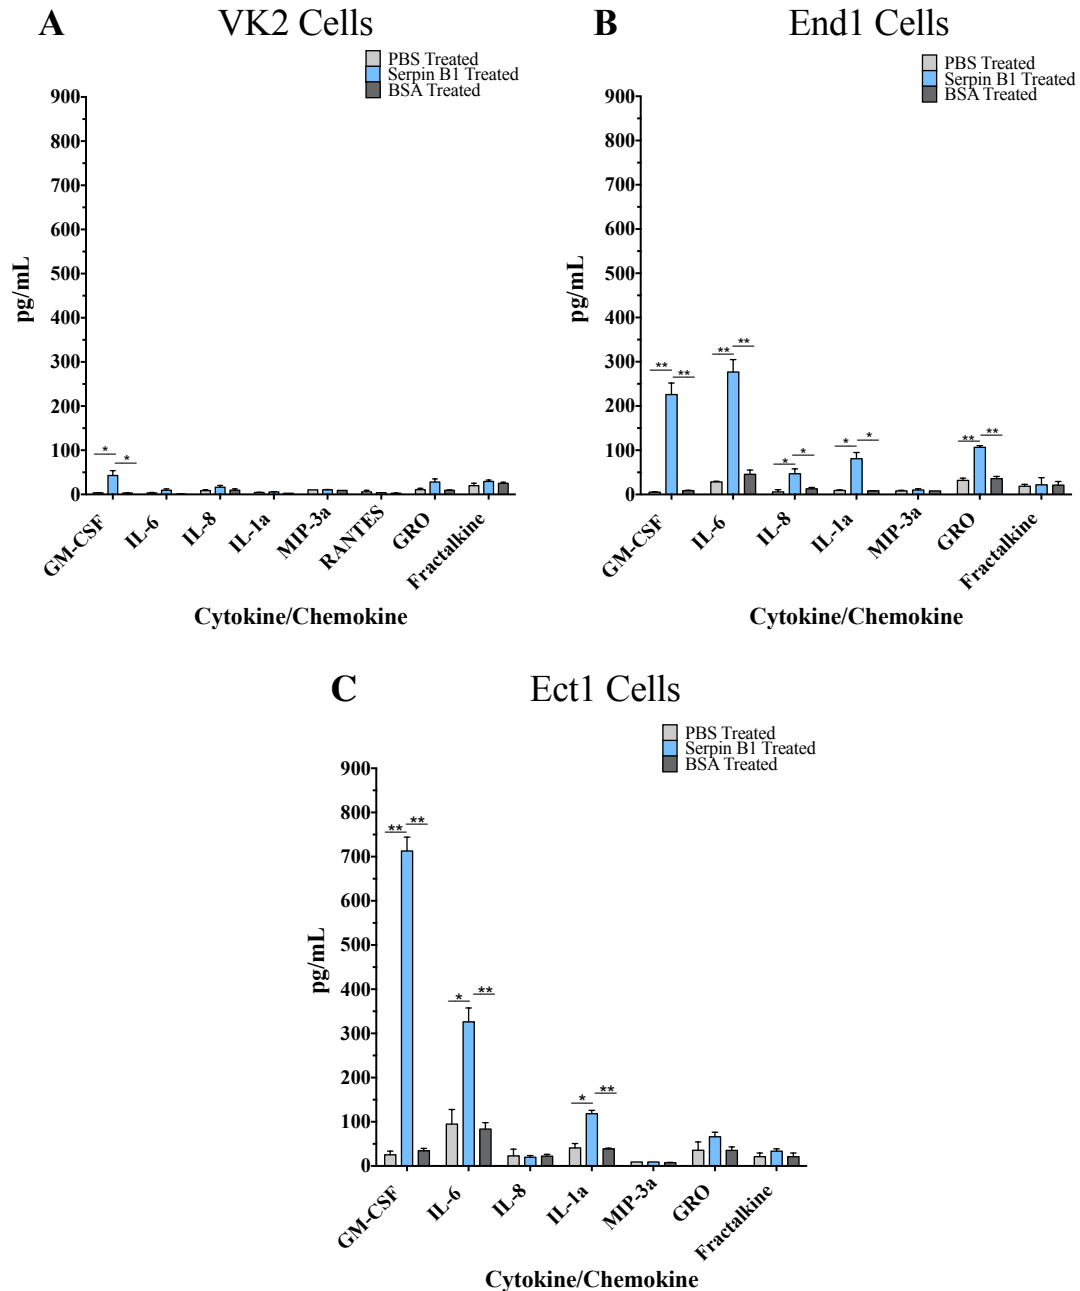 A VK2 Cells
PBS Treated
Serpin B1 Treated
BSA Treated
900
800
700
600
500
400
300
200
100
0
pg/mL
* *
GM-CSF IL-6 IL-8 IL-1a MIP-3a RANTES GRO Fractalkine
Cytokine/Chemokine
B End1 Cells
PBS Treated
Serpin B1 Treated
BSA Treated
900
800
700
600
500
400
300
200
100
0
pg/mL
** ** ** ** * * * * ** **
GM-CSF IL-6 IL-8 IL-1a MIP-3a GRO Fractalkine
Cytokine/Chemokine
C Ect1 Cells
PBS Treated
Serpin B1 Treated
BSA Treated
900
800
700
600
500
400
300
200
100
0
pg/mL
** ** * ** * **
GM-CSF IL-6 IL-8 IL-1a MIP-3a GRO Fractalkine
Cytokine/Chemokine